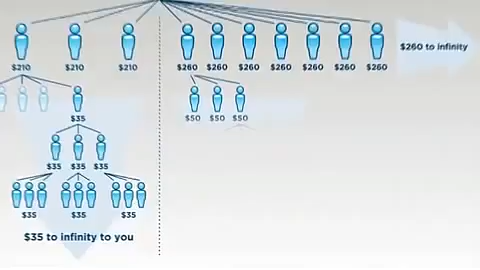 $260 to infinity
$210 $210 $210 $260 $260 $260 $260 $260 $260 $260
$35 $50 $50 $50
$35 $35 $35
$35 $35 $35
$35 to infinity to you